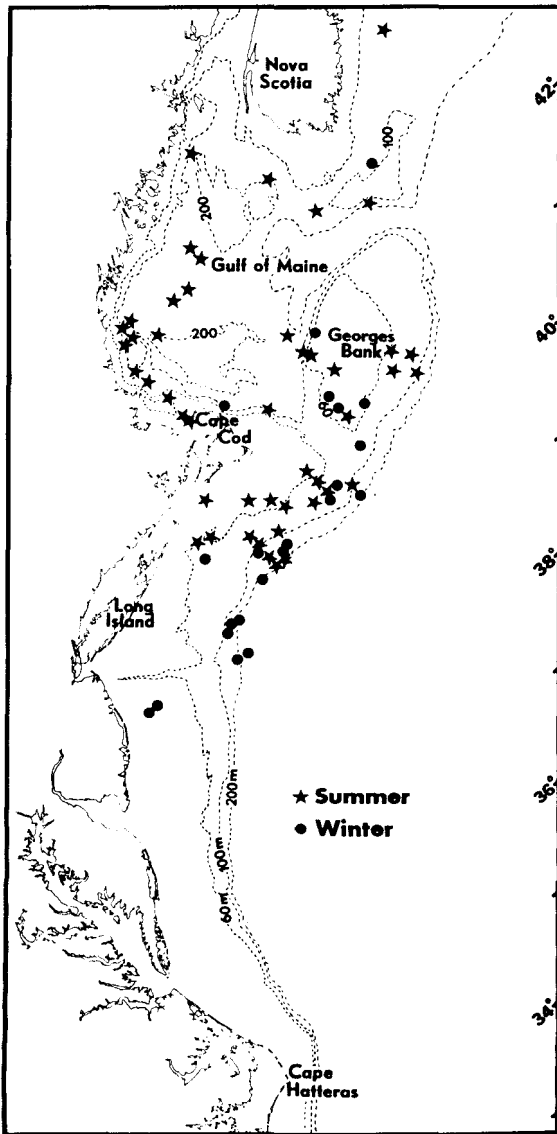 Nova
Scotia
42°
100
200
Gulf of Maine
40°
200
Georges
Bank
60
Cape
Cod
38°
Long
Island
36°
200m
★ Summer
● Winter
100m
60m
34°
Cape
Hatteras